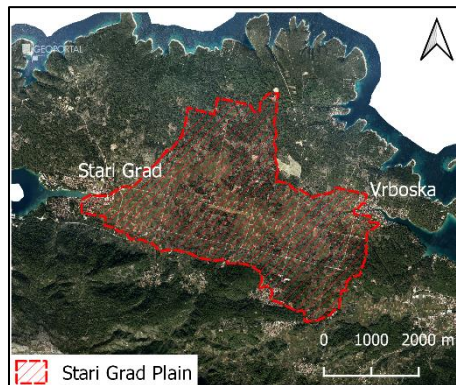 GEOPORTAL
Stari Grad
Vrboska
0 1000 2000 m
Stari Grad Plain